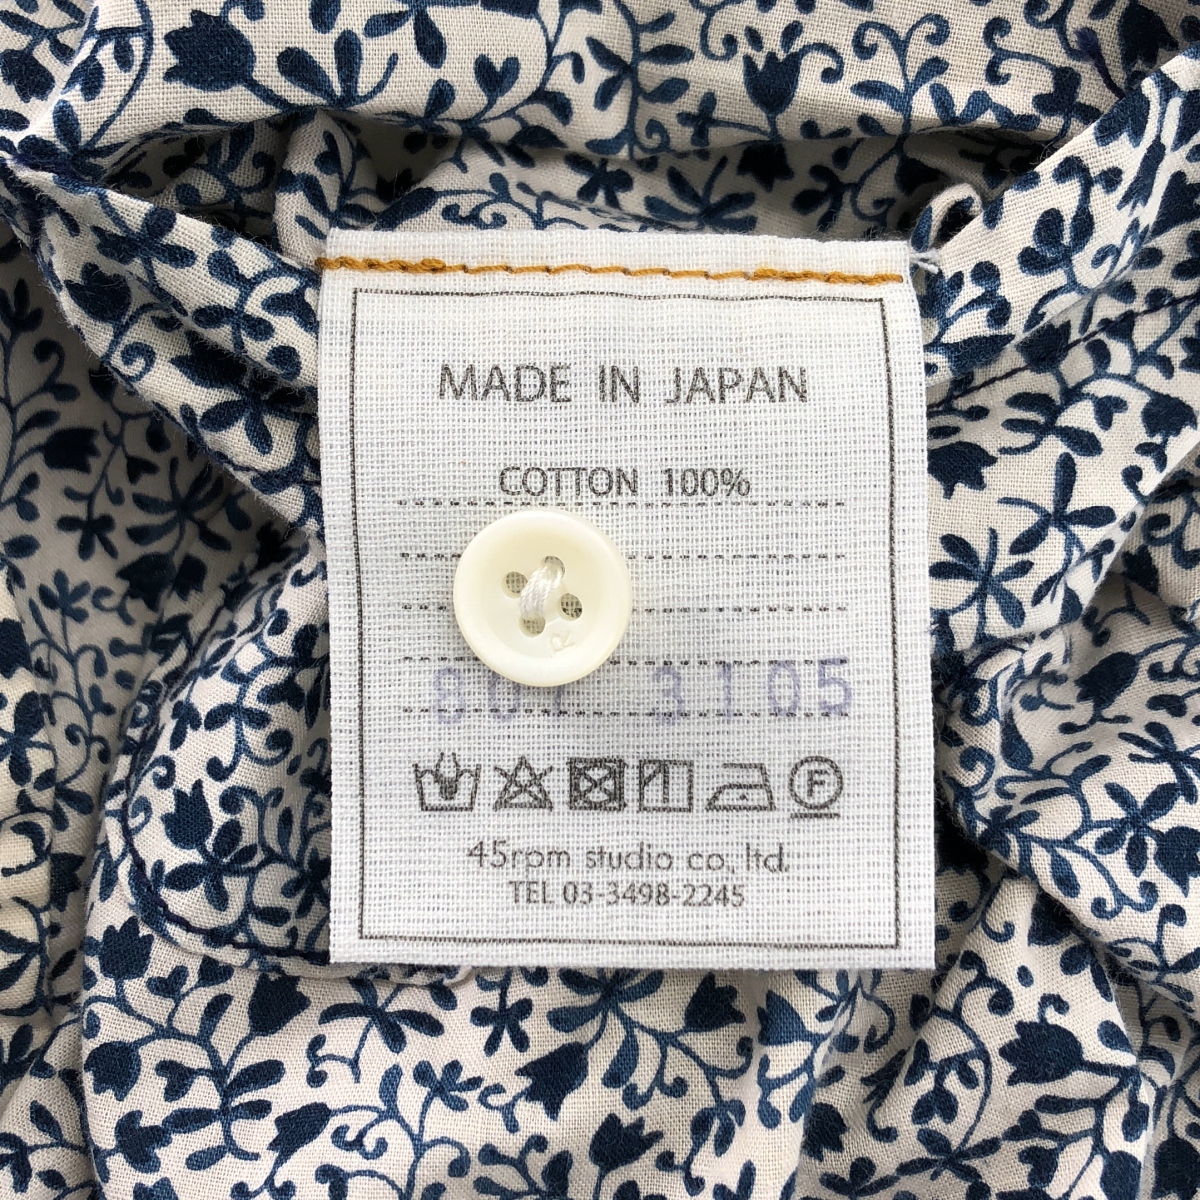 MADE IN JAPAN
COTTON 100%
3105
F
45rpm studio co., ltd.
TEL 03-3498-2245